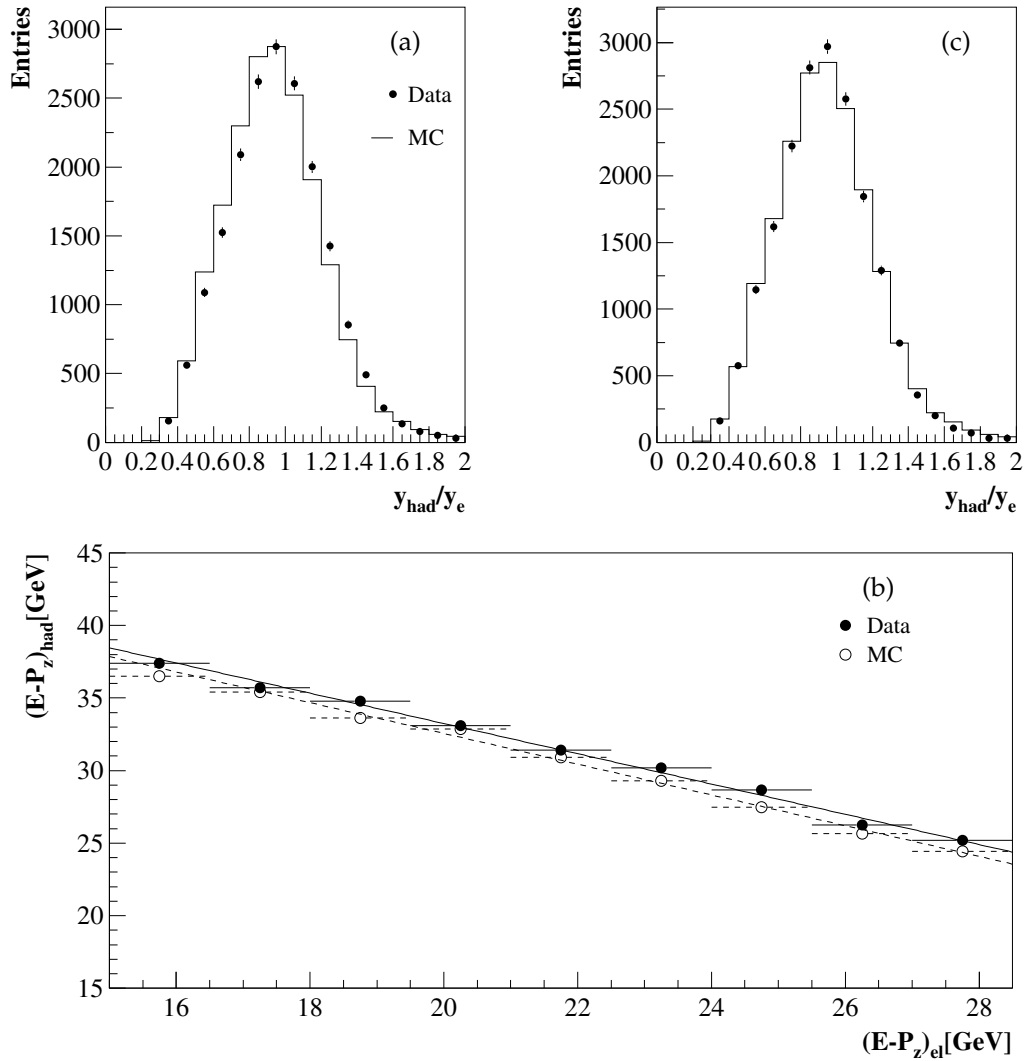 Entries
3000
2500
2000
1500
1000
500
0
(a)
Data
MC
0 0.2 0.4 0.6 0.8 1 1.2 1.4 1.6 1.8 2
y_had/y_e
Entries
3000
2500
2000
1500
1000
500
0
(c)
0 0.2 0.4 0.6 0.8 1 1.2 1.4 1.6 1.8 2
y_had/y_e
(E-P_z)_had[GeV]
45
40
35
30
25
20
15
(b)
Data
MC
16 18 20 22 24 26 28
(E-P_z)_el[GeV]